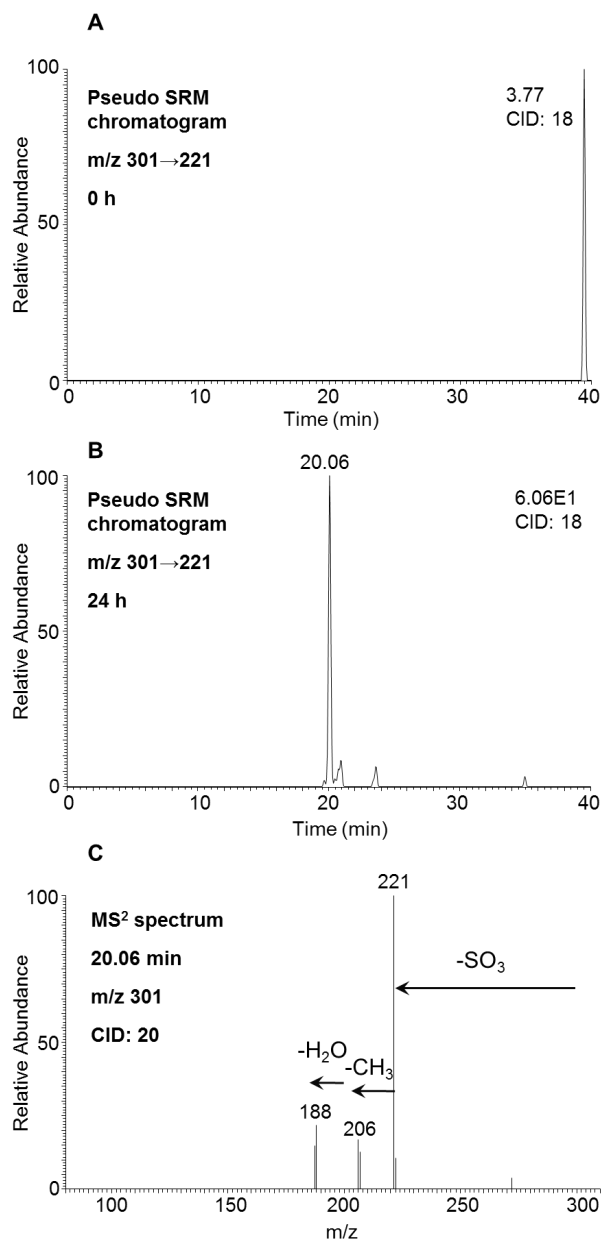 A
Pseudo SRM
chromatogram
m/z 301→221
0 h
3.77
CID: 18
Relative Abundance
100
50
0
0 10 20 30 40
Time (min)
B
20.06
Pseudo SRM
chromatogram
m/z 301→221
24 h
6.06E1
CID: 18
Relative Abundance
100
50
0
0 10 20 30 40
Time (min)
C
221
MS² spectrum
20.06 min
m/z 301
CID: 20
-SO₃
-H₂O
-CH₃
188
206
Relative Abundance
100
50
0
100 150 200 250 300
m/z